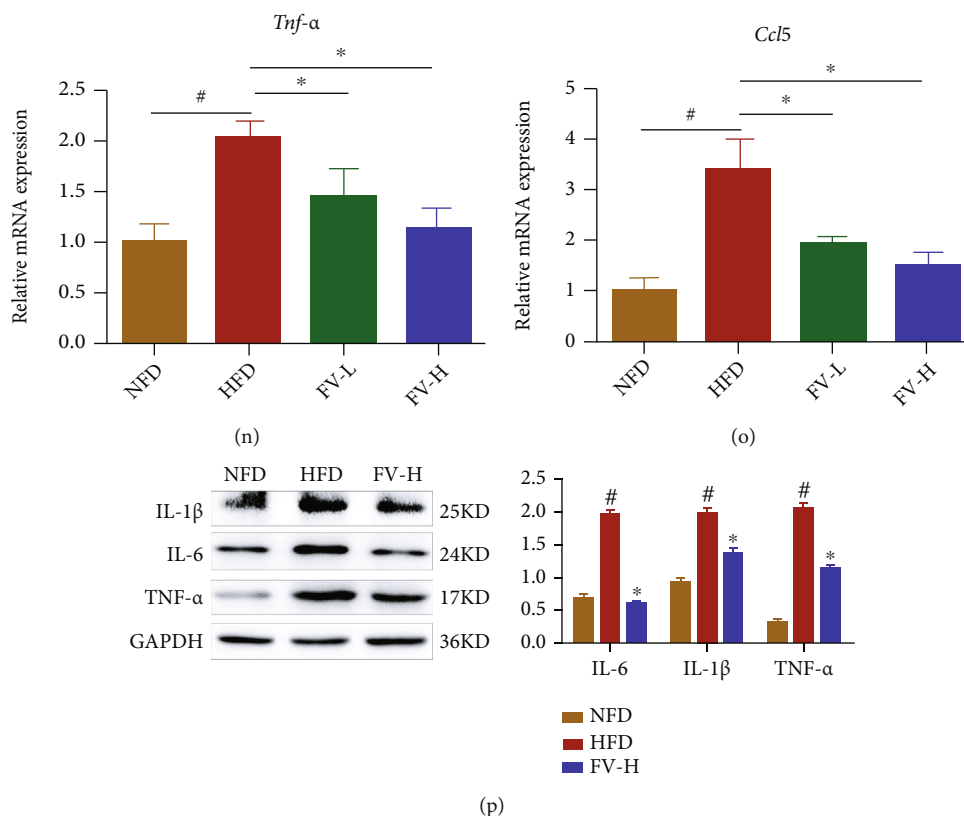 Tnf-α
Relative mRNA expression
2.5
2.0
1.5
1.0
0.5
0.0
#
*
*
NFD
HFD
FV-L
FV-H
(n)
Ccl5
Relative mRNA expression
5
4
3
2
1
0
#
*
*
NFD
HFD
FV-L
FV-H
(o)
NFD HFD FV-H
IL-1β 25KD
IL-6 24KD
TNF-α 17KD
GAPDH 36KD
2.5
2.0
1.5
1.0
0.5
0.0
# # #
* * *
IL-6 IL-1β TNF-α
NFD
HFD
FV-H
(p)